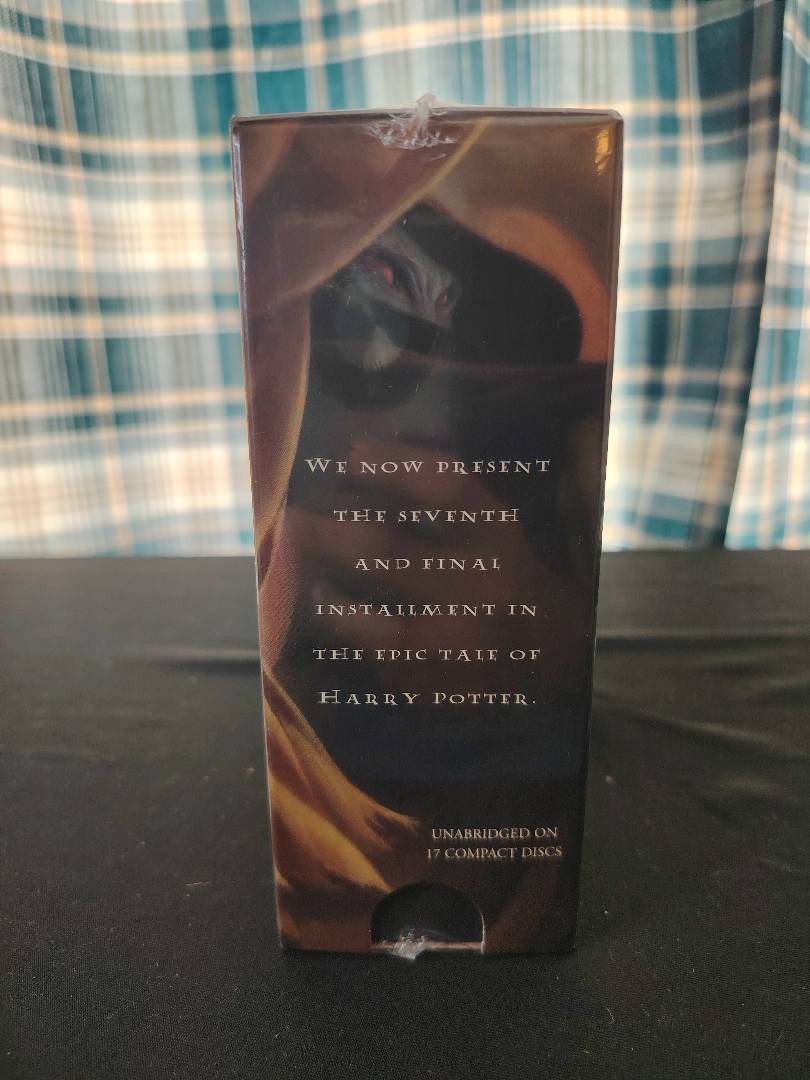 WE NOW PRESENT
THE SEVENTH
AND FINAL
INSTALLMENT IN
THE EPIC TALE OF
HARRY POTTER.
UNABRIDGED ON
17 COMPACT DISCS